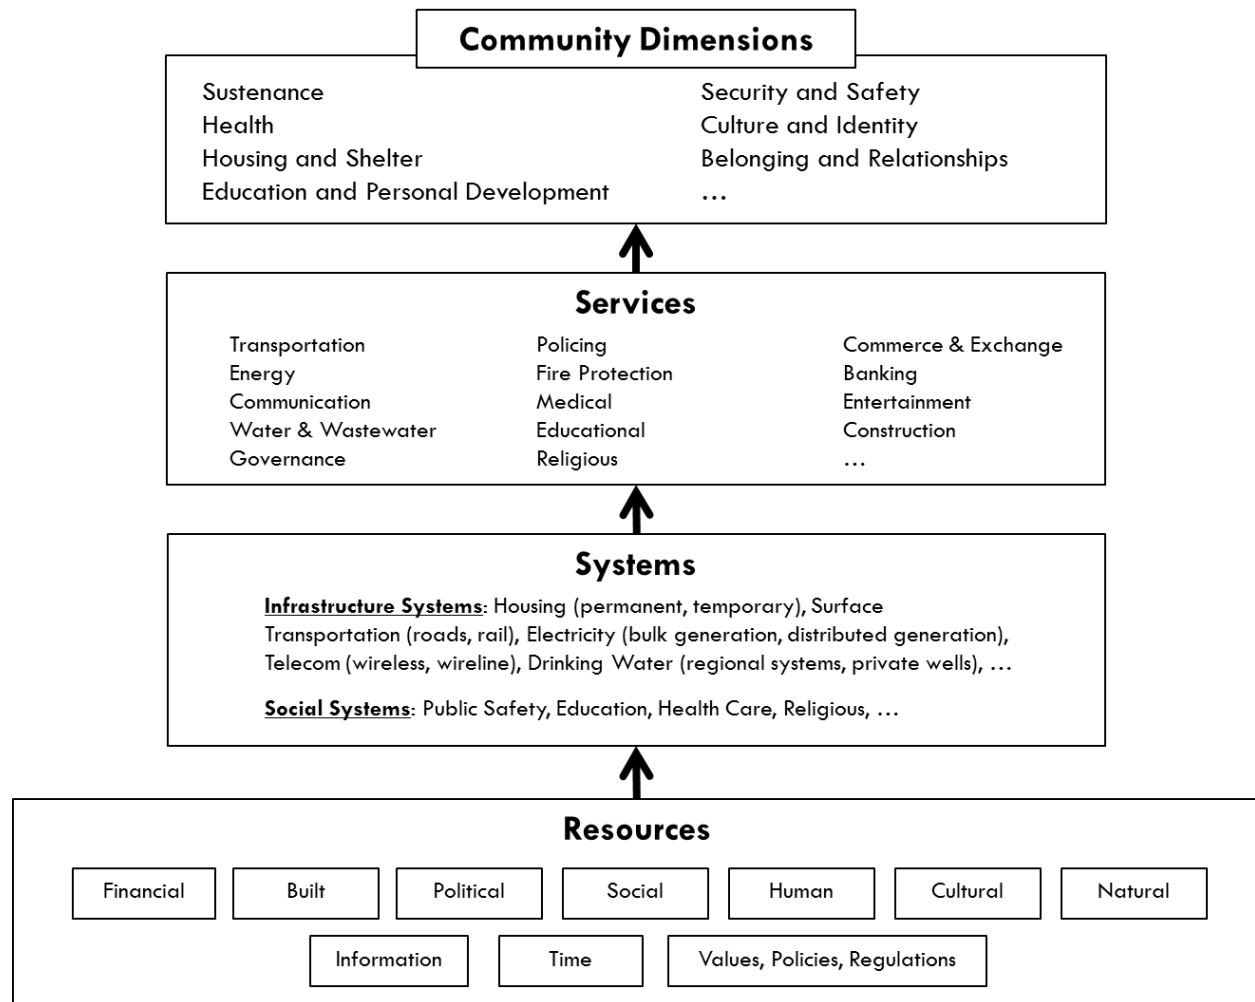 Community Dimensions
Sustenance
Health
Housing and Shelter
Education and Personal Development
Security and Safety
Culture and Identity
Belonging and Relationships
…
Services
Transportation
Energy
Communication
Water & Wastewater
Governance
Policing
Fire Protection
Medical
Educational
Religious
Commerce & Exchange
Banking
Entertainment
Construction
…
Systems
Infrastructure Systems: Housing (permanent, temporary), Surface
Transportation (roads, rail), Electricity (bulk generation, distributed generation),
Telecom (wireless, wireline), Drinking Water (regional systems, private wells), …
Social Systems: Public Safety, Education, Health Care, Religious, …
Resources
Financial
Built
Political
Social
Human
Cultural
Natural
Information
Time
Values, Policies, Regulations